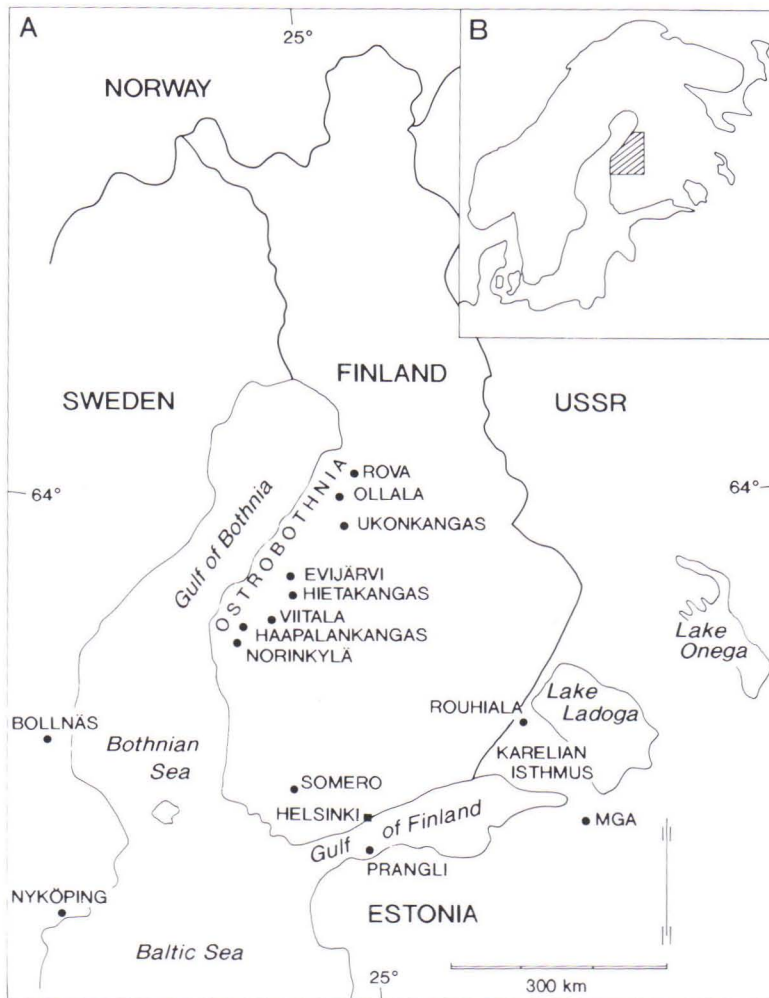 A
25°
B
NORWAY
FINLAND
SWEDEN
USSR
Gulf of Bothnia
OSTROBOTHNIA
ROVA
64°
OLLALA
64°
UKONKANGAS
EVIJÄRVI
HIETAKANGAS
VIITALA
HAAPALANKANGAS
NORINKYLÄ
Lake
Onega
Lake
Ladoga
ROUHIALA
BOLLNÄS
Bothnian
Sea
KARELIAN
ISTHMUS
SOMERO
HELSINKI
Gulf of Finland
MGA
PRANGLI
NYKÖPING
ESTONIA
Baltic Sea
25°
300 km